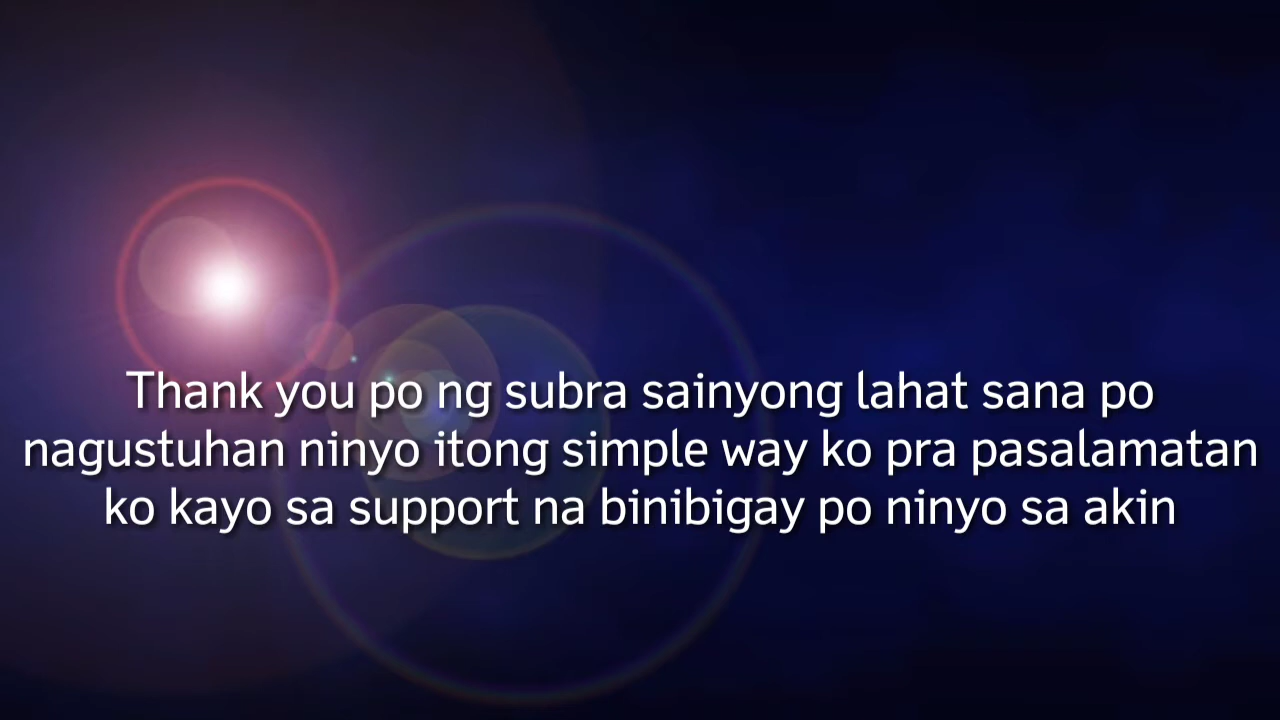 Thank you po ng subra sainyong lahat sana po
nagustuhan ninyo itong simple way ko pra pasalamatan
ko kayo sa support na binibigay po ninyo sa akin